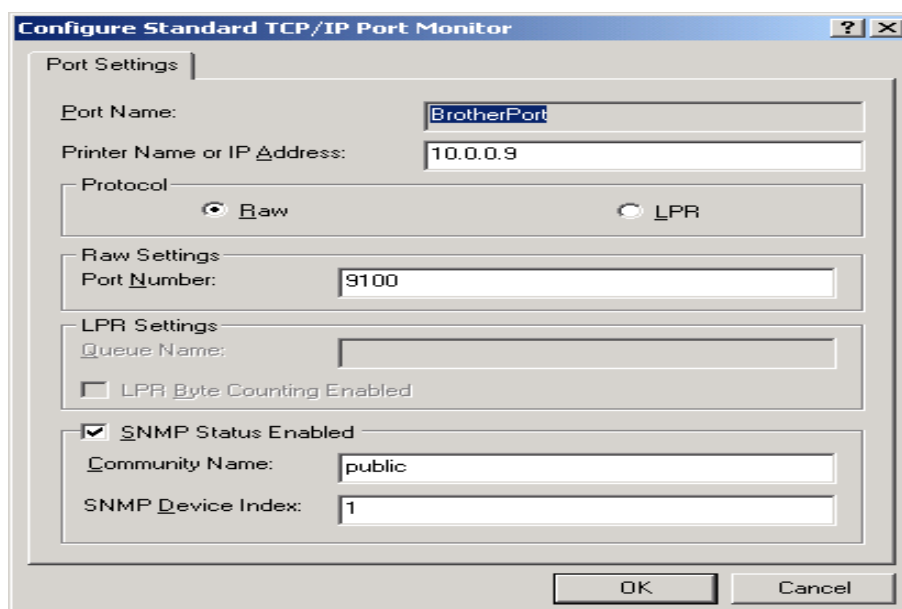 Configure Standard TCP/IP Port Monitor
Port Settings
Port Name: BrotherPort
Printer Name or IP Address: 10.0.0.9
Protocol
Raw LPR
Raw Settings
Port Number: 9100
LPR Settings
Queue Name:
LPR Byte Counting Enabled
SNMP Status Enabled
Community Name: public
SNMP Device Index: 1
OK Cancel